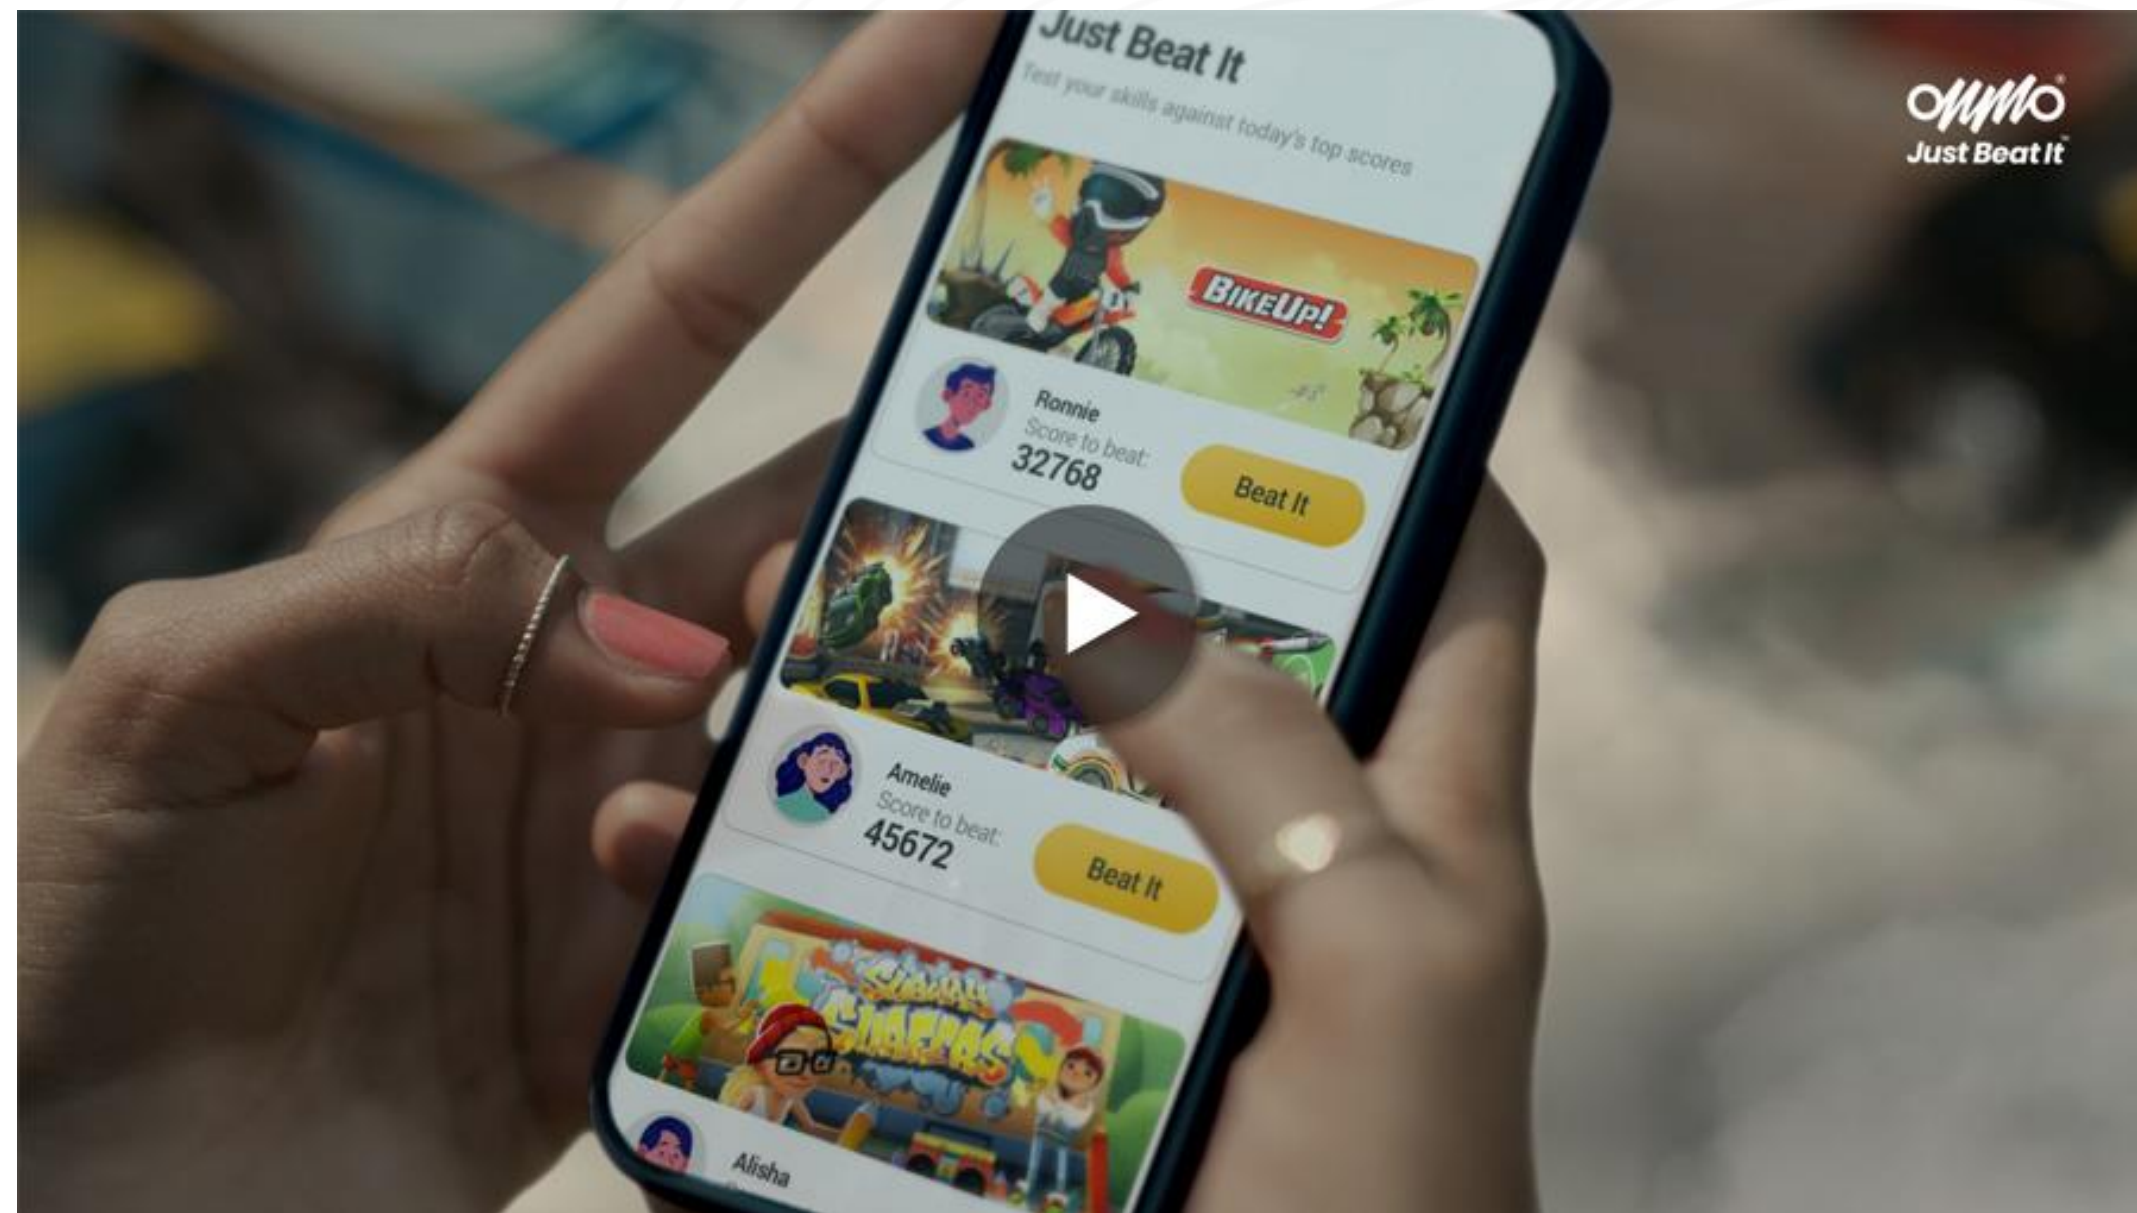 Just Beat It
Test your skills against today's top scores
OMMO
Just Beat It
BIKEUP!
Ronnie
Score to beat:
32768
Beat It
Amelie
Score to beat:
45672
Beat It
SUBWAY
SURFERS
Alisha